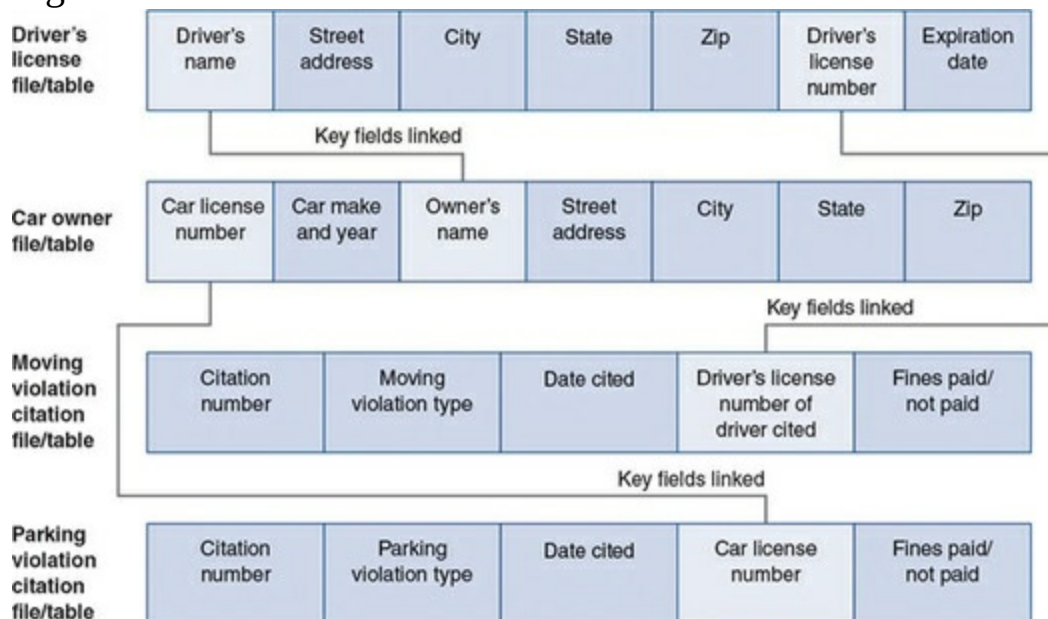 Driver's
license
file/table
Driver's
name
Street
address
City
State
Zip
Driver's
license
number
Expiration
date
Key fields linked
Car owner
file/table
Car license
number
Car make
and year
Owner's
name
Street
address
City
State
Zip
Key fields linked
Moving
violation
citation
file/table
Citation
number
Moving
violation type
Date cited
Driver's license
number of
driver cited
Fines paid/
not paid
Key fields linked
Parking
violation
citation
file/table
Citation
number
Parking
violation type
Date cited
Car license
number
Fines paid/
not paid